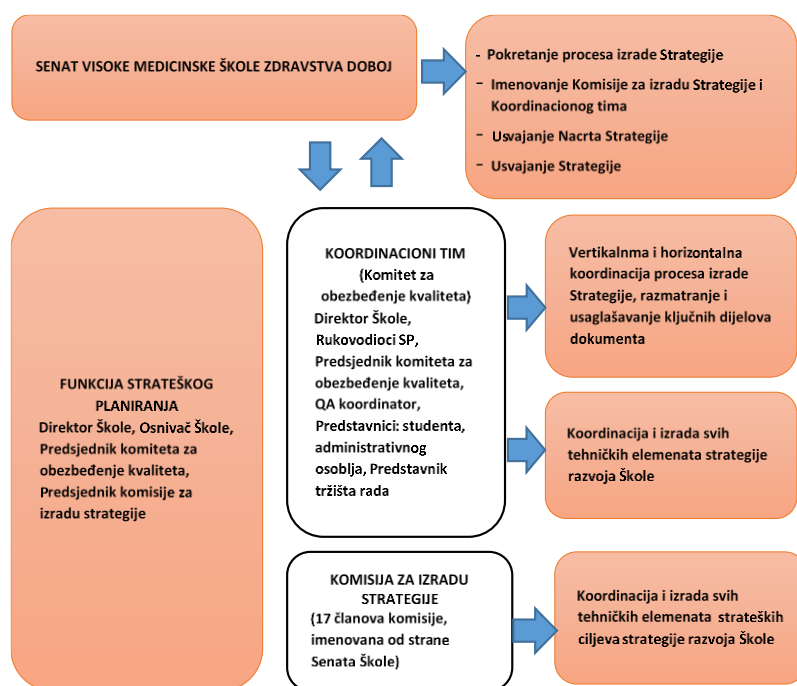 SENAT VISOKE MEDICINSKE ŠKOLE ZDRAVSTVA DOBOJ
- Pokretanje procesa izrade Strategije
- Imenovanje Komisije za izradu Strategije i
Koordinacionog tima
- Usvajanje Nacrta Strategije
- Usvajanje Strategije
FUNKCIJA STRATEŠKOG
PLANIRANJA
Direktor Škole, Osnivač Škole,
Predsjednik komiteta za
obezbeđenje kvaliteta,
Predsjednik komisije za
izradu strategije
KOORDINACIONI TIM
(Komitet za
obezbeđenje kvaliteta)
Direktor Škole,
Rukovodioci SP,
Predsjednik komiteta za
obezbeđenje kvaliteta,
QA koordinator,
Predstavnici: studenta,
administrativnog
osoblja, Predstavnik
tržišta rada
Vertikalnma i horizontalna
koordinacija procesa izrade
Strategije, razmatranje i
usaglašavanje ključnih dijelova
dokumenta
Koordinacija i izrada svih
tehničkih elemenata strategije
razvoja Škole
KOMISIJA ZA IZRADU
STRATEGIJE
(17 članova komisije,
imenovana od strane
Senata Škole)
Koordinacija i izrada svih
tehničkih elemenata strateških
ciljeva strategije razvoja Škole